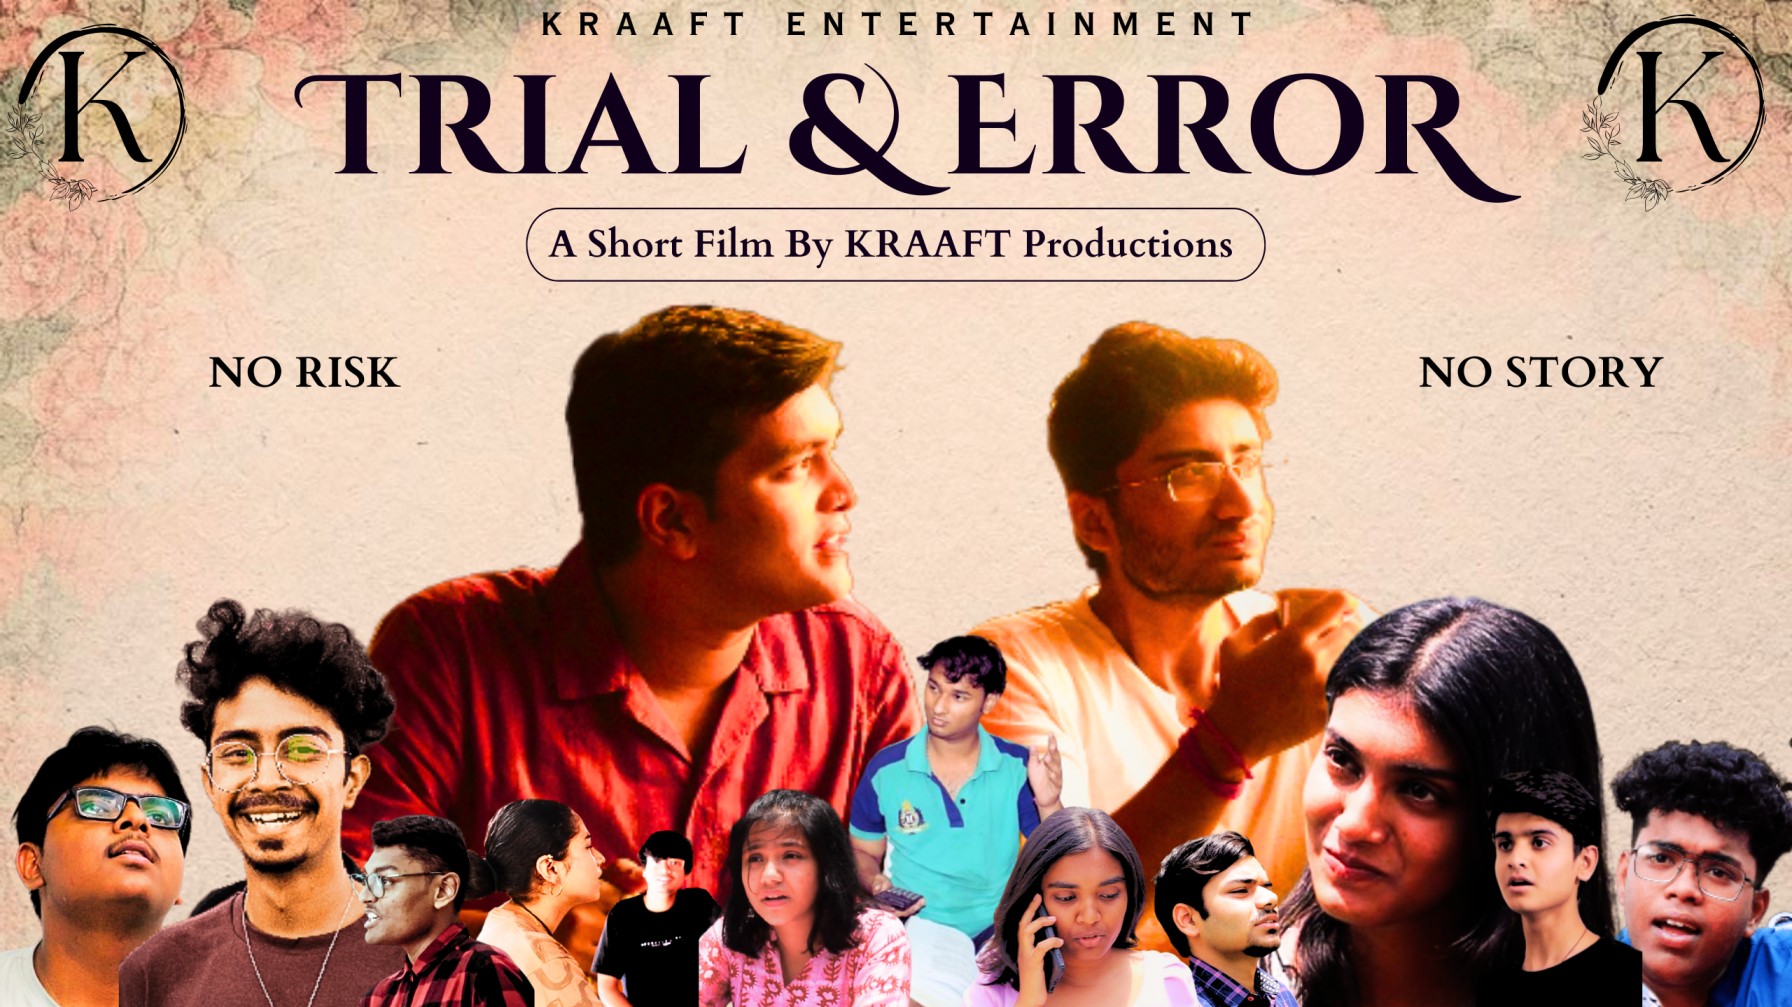 KRAAFT ENTERTAINMENT
K
K
TRIAL & ERROR
A Short Film By KRAAFT Productions
NO RISK
NO STORY